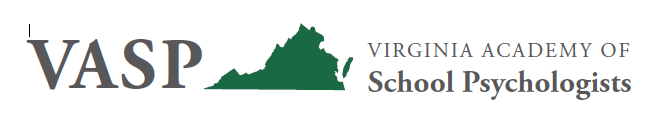 VASP
VIRGINIA ACADEMY OF
School Psychologists